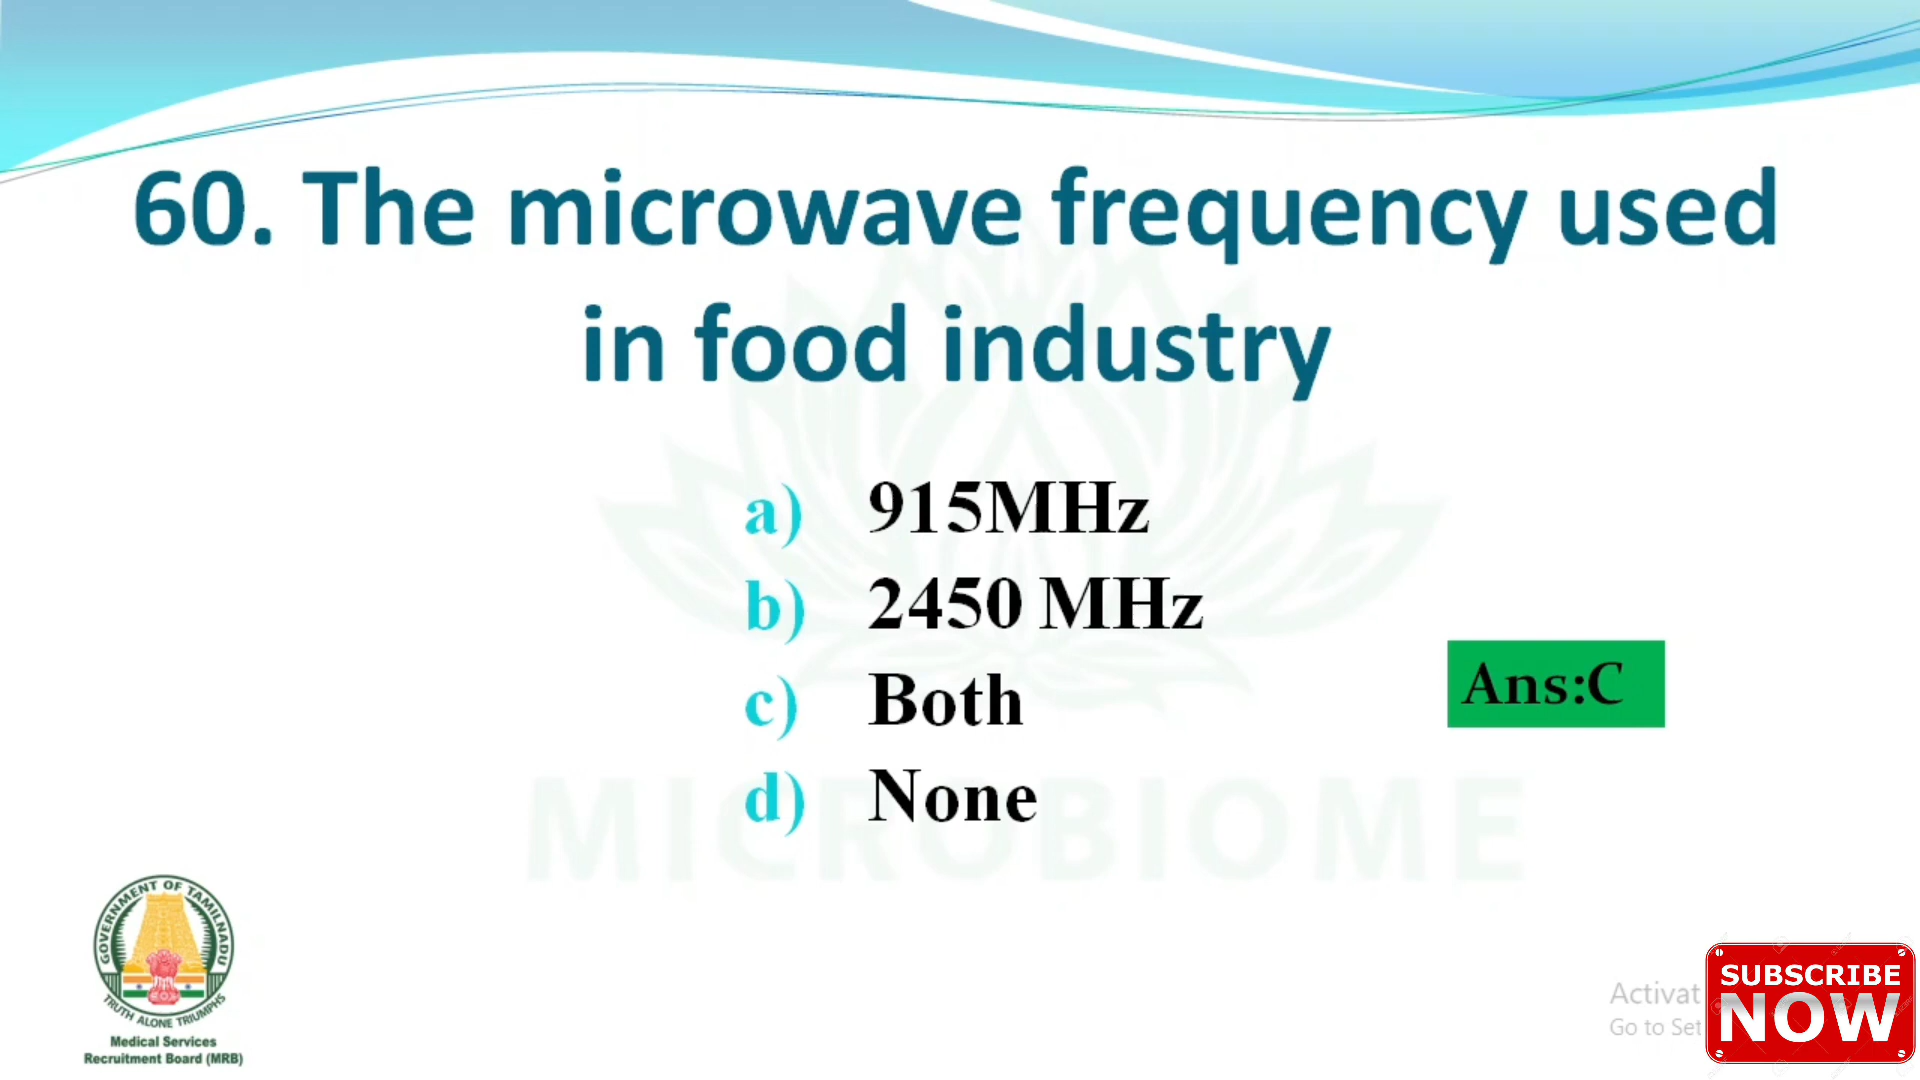 60. The microwave frequency used
in food industry
a) 915MHz
b) 2450 MHz
c) Both
d) None
Ans:C
MICROBIOME
GOVERNMENT OF TAMILNADU
TRUTH ALONE TRIUMPHS
Medical Services
Recruitment Board (MRB)
Activat
Go to Set
SUBSCRIBE
NOW